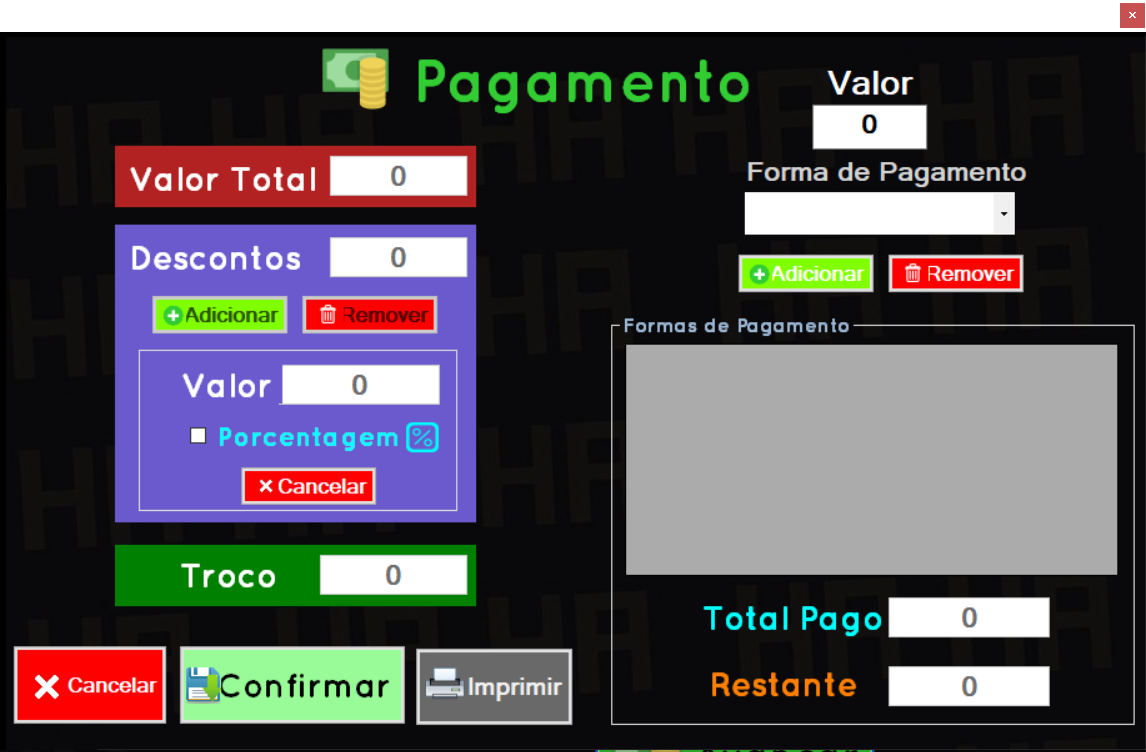 Pagamento
Valor
0
Valor Total 0
Forma de Pagamento
Descontos 0
Adicionar Remover
Adicionar Remover
Valor 0
Porcentagem %
Cancelar
Troco 0
Formas de Pagamento
Total Pago 0
Restante 0
Cancelar
Confirmar
Imprimir